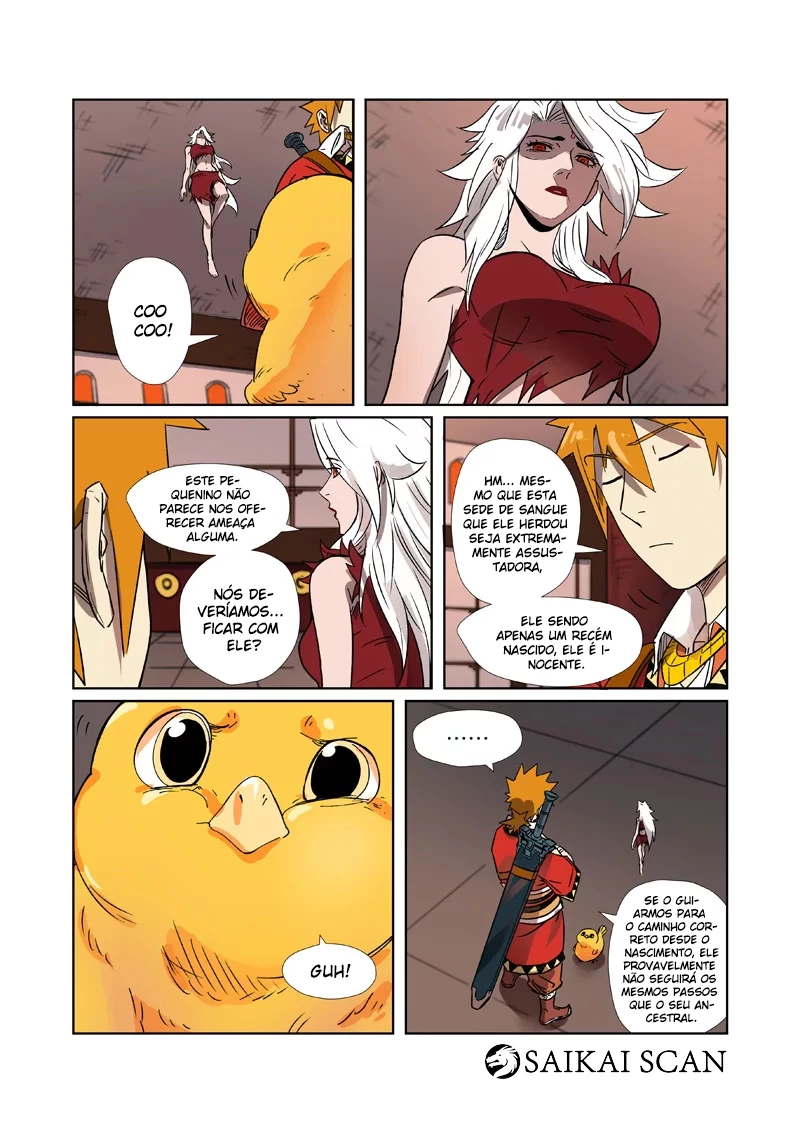 COO
COO!
ESTE PE-
QUENINO NÃO
PARECE NOS OFE-
RECER AMEAÇA
ALGUMA.
NÓS DE-
VERÍAMOS...
FICAR COM
ELE?
HM... MES-
MO QUE ESTA
SEDE DE SANGUE
QUE ELE HERDOU
SEJA EXTREMA-
MENTE ASSUS-
TADORA,
ELE SENDO
APENAS UM RECÉM
NASCIDO, ELE É I-
NOCENTE.
GUH!
......
SE O GUI-
ARMOS PARA
O CAMINHO COR-
RETO DESDE O
NASCIMENTO, ELE
PROVAVELMENTE
NÃO SEGUIRÁ OS
MESMOS PASSOS
QUE O SEU AN-
CESTRAL.
SAIKAI SCAN